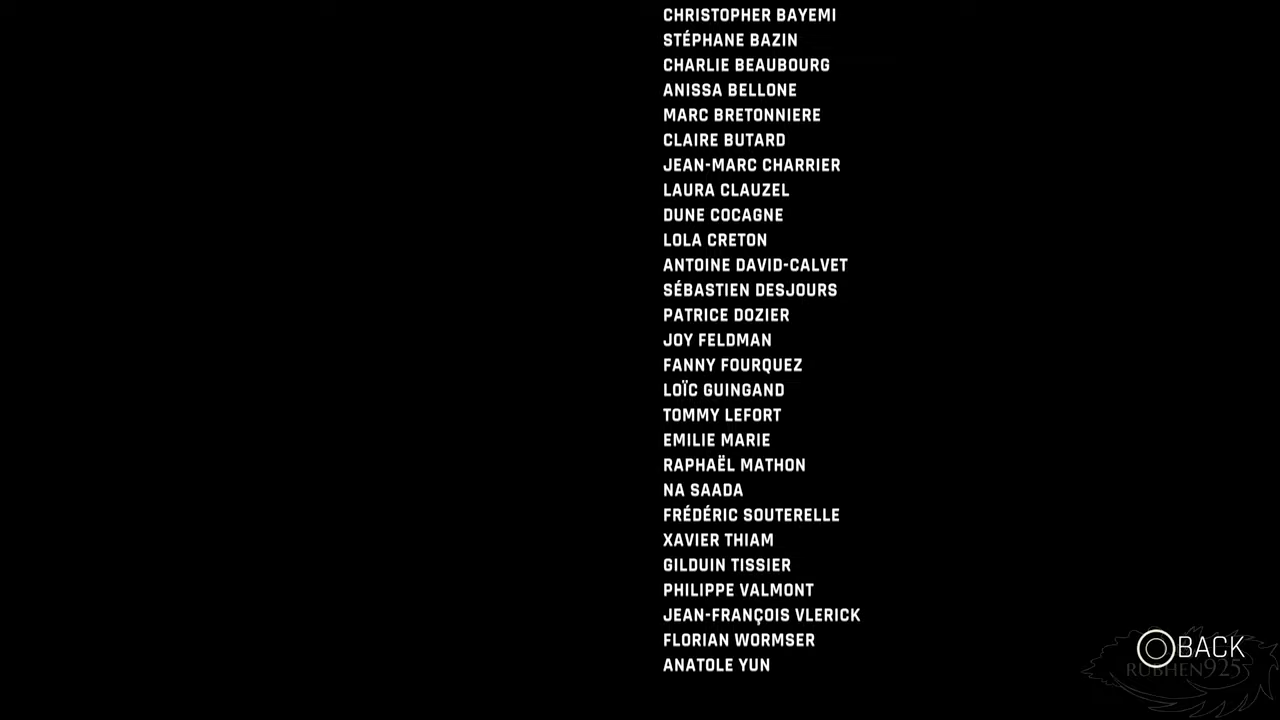 CHRISTOPHER BAYEMI
STÉPHANE BAZIN
CHARLIE BEAUBOURG
ANISSA BELLONE
MARC BRETONNIERE
CLAIRE BUTARD
JEAN-MARC CHARRIER
LAURA CLAUZEL
DUNE COCAGNE
LOLA CRETON
ANTOINE DAVID-CALVET
SÉBASTIEN DESJOURS
PATRICE DOZIER
JOY FELDMAN
FANNY FOURQUEZ
LOÏC GUINGAND
TOMMY LEFORT
EMILIE MARIE
RAPHAËL MATHON
NA SAADA
FRÉDÉRIC SOUTERELLE
XAVIER THIAM
GILDUIN TISSIER
PHILIPPE VALMONT
JEAN-FRANÇOIS VLERICK
FLORIAN WORMSER
ANATOLE YUN
BACK
RUBHEN925